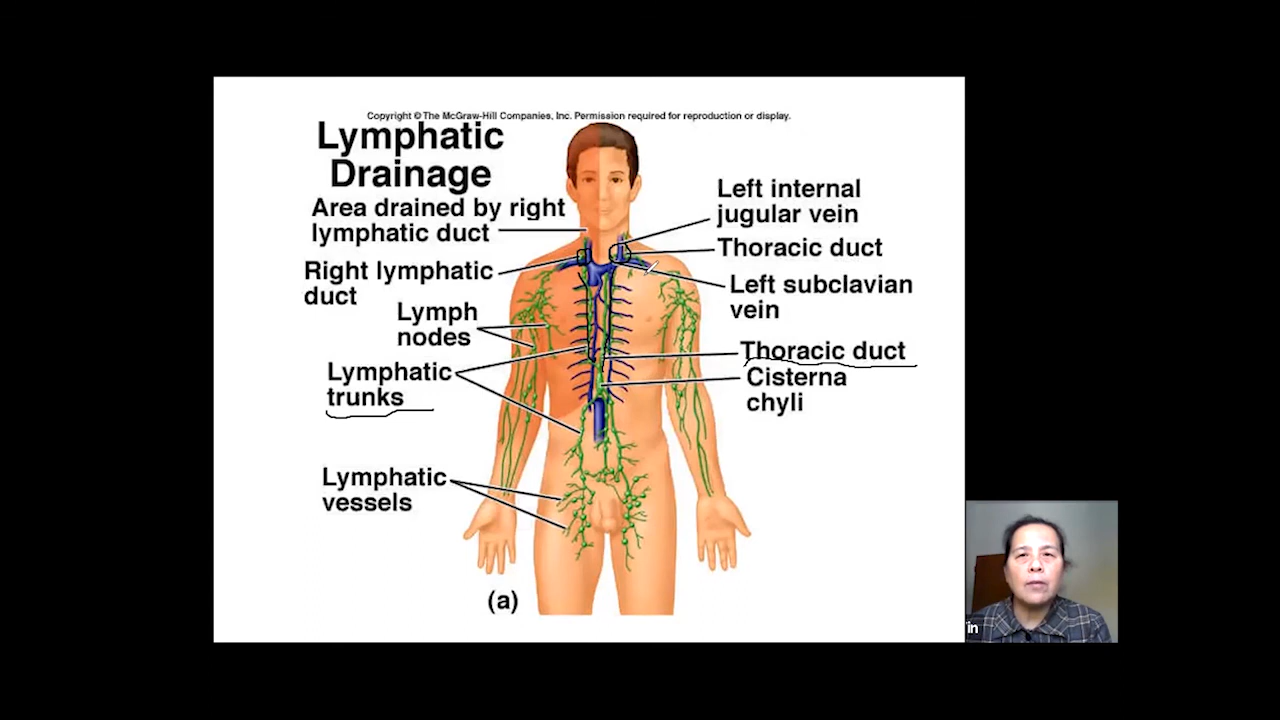 Copyright © The McGraw-Hill Companies, Inc. Permission required for reproduction or display.
Lymphatic
Drainage
Area drained by right
lymphatic duct
Right lymphatic
duct
Lymph
nodes
Lymphatic
trunks
Lymphatic
vessels
(a)
Left internal
jugular vein
Thoracic duct
Left subclavian
vein
Thoracic duct
Cisterna
chyli